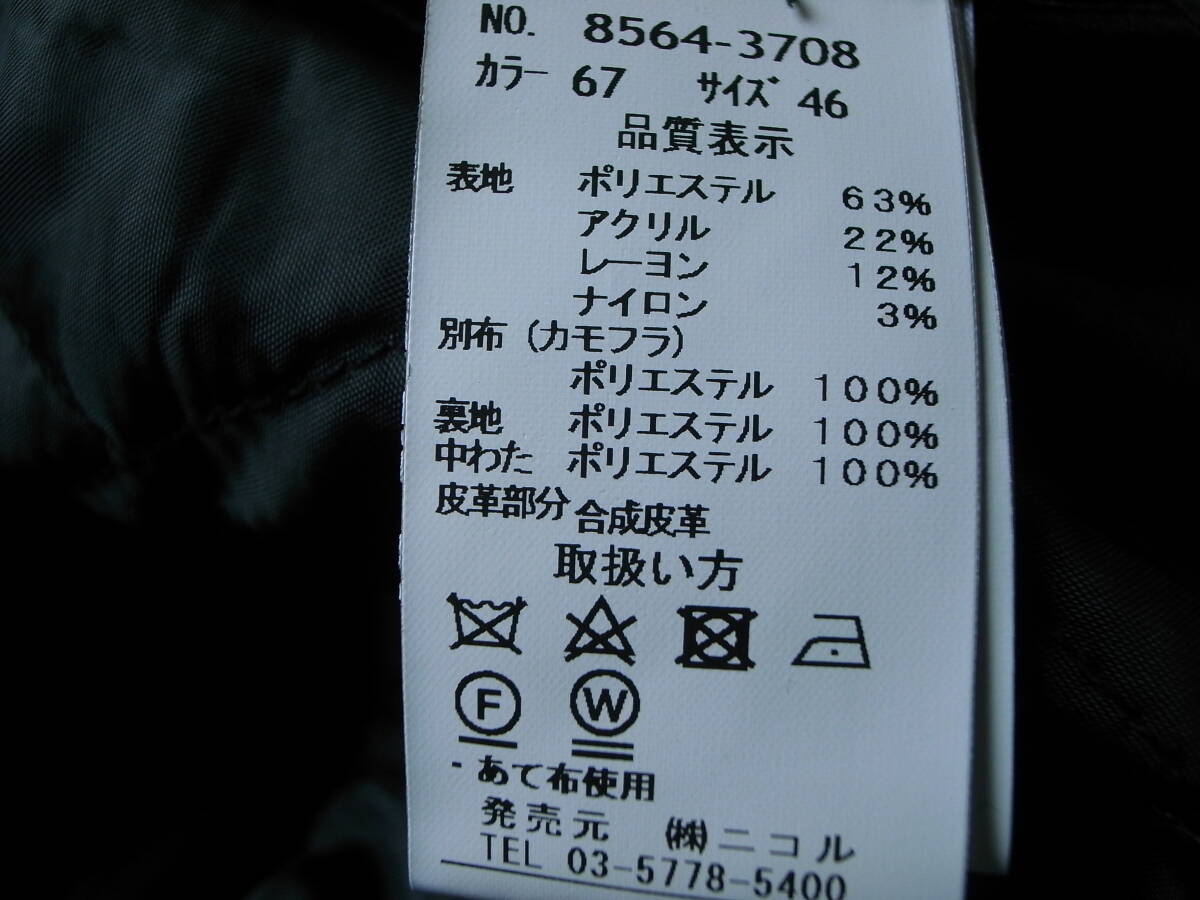 NO. 8564-3708
カラー 67 サイズ 46
品質表示
表地 ポリエステル 63%
アクリル 22%
レーヨン 12%
ナイロン 3%
別布(カモフラ)
ポリエステル 100%
裏地 ポリエステル 100%
中わた ポリエステル 100%
皮革部分 合成皮革
取扱い方
F W
・あて布使用
発売元 ㈱ニコル
TEL 03-5778-5400